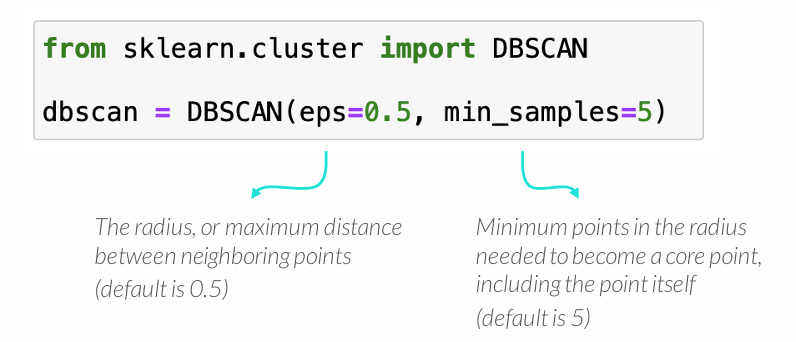 from sklearn.cluster import DBSCAN
dbscan = DBSCAN(eps=0.5, min_samples=5)
The radius, or maximum distance
between neighboring points
(default is 0.5)
Minimum points in the radius
needed to become a core point,
including the point itself
(default is 5)